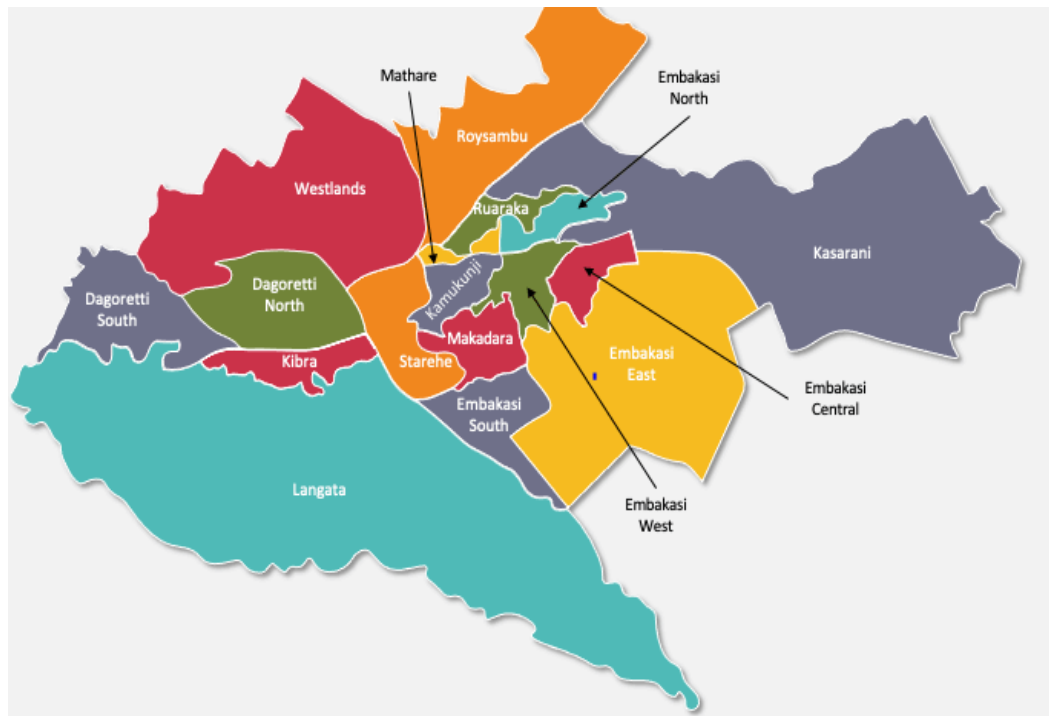 Mathare
Embakasi
North
Roysambu
Westlands
Ruaraka
Kasarani
Dagoretti
North
Dagoretti
South
Kamukunji
Makadara
Starehe
Kibra
Embakasi
East
Embakasi
Central
Embakasi
South
Langata
Embakasi
West